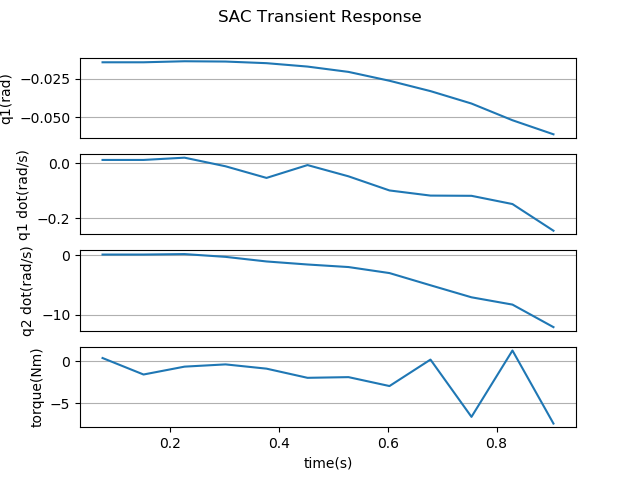 SAC Transient Response
q1(rad)
−0.025
−0.050
q1 dot(rad/s)
0.0
−0.2
q2 dot(rad/s)
0
−10
torque(Nm)
0
−5
0.2 0.4 0.6 0.8
time(s)